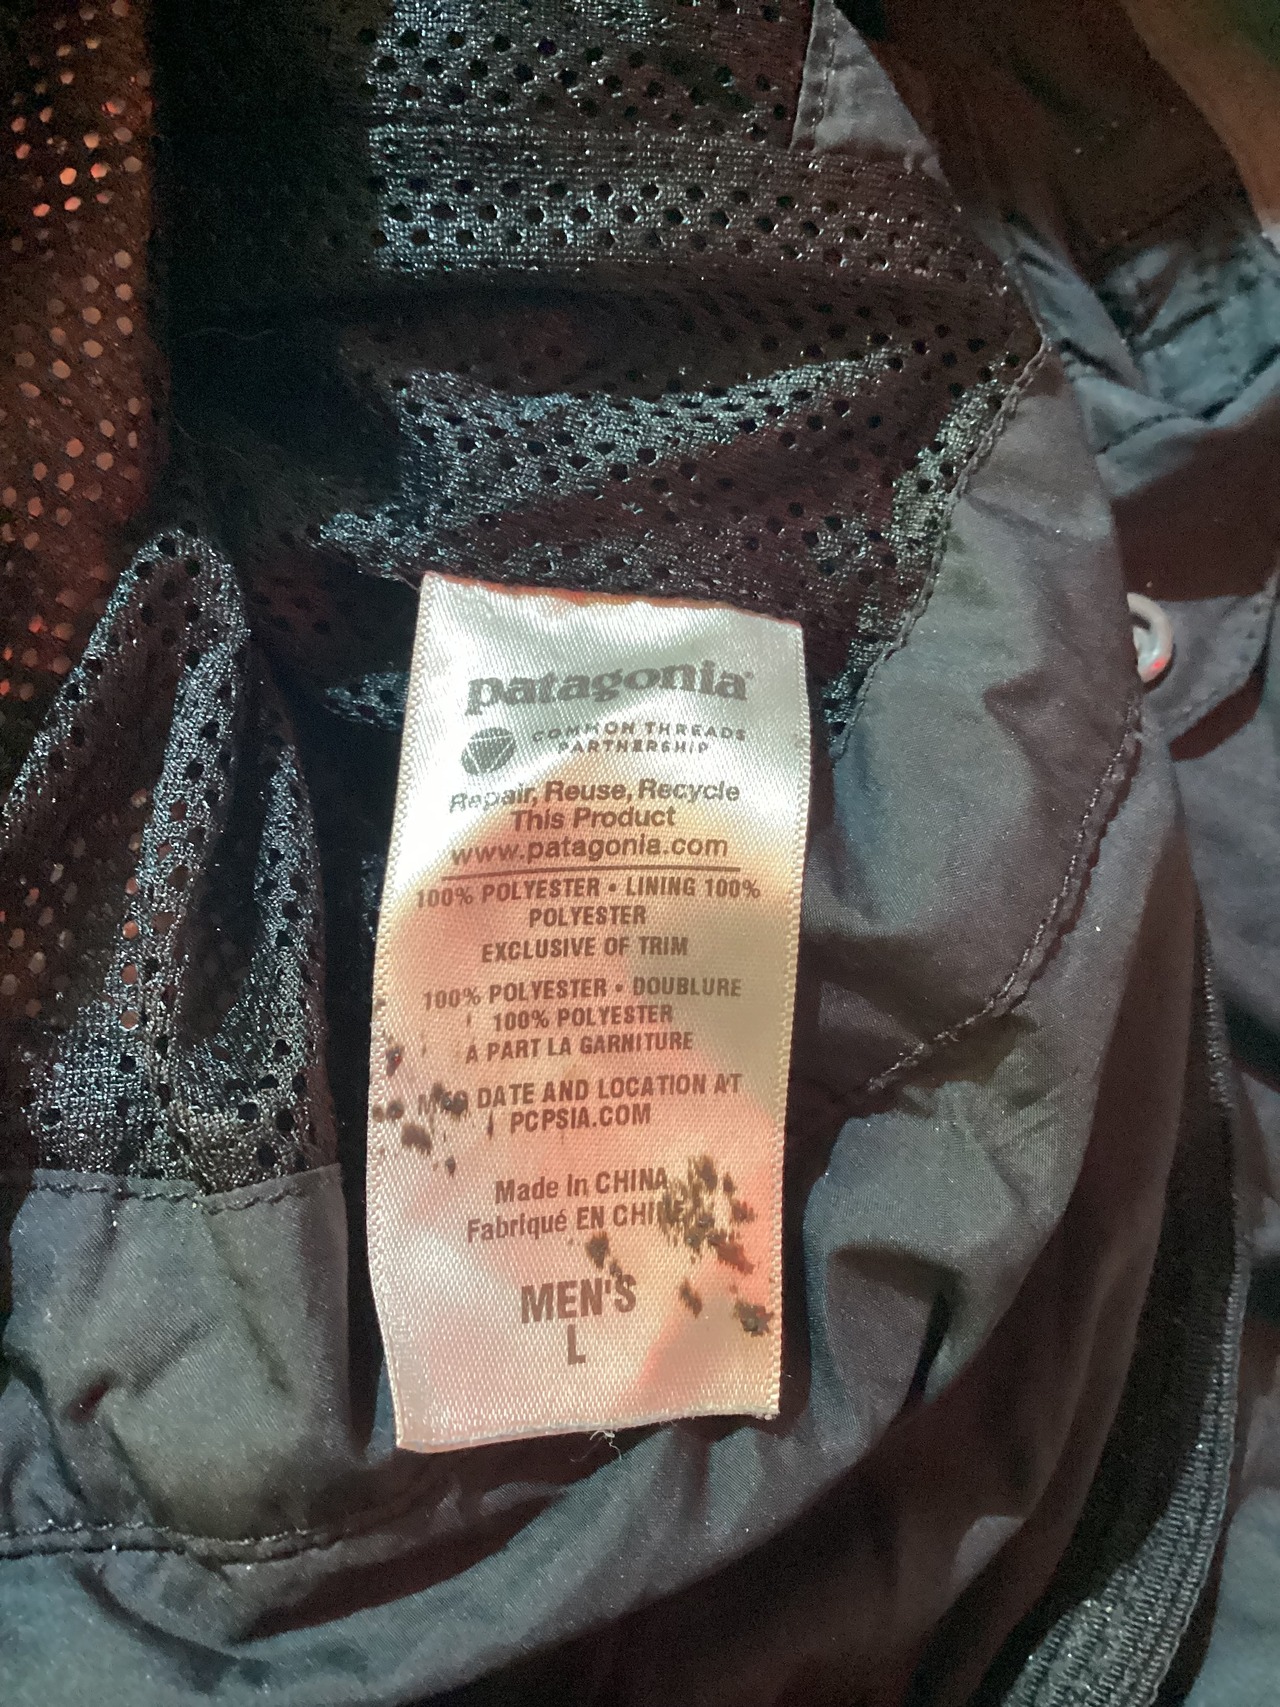 patagonia®
COMMON THREADS
PARTNERSHIP
Repair, Reuse, Recycle
This Product
www.patagonia.com
100% POLYESTER • LINING 100%
POLYESTER
EXCLUSIVE OF TRIM
100% POLYESTER • DOUBLURE
100% POLYESTER
À PART LA GARNITURE
DATE AND LOCATION AT
PCPSIA.COM
Made In CHINA
Fabriqué EN CHINE
MEN'S
L